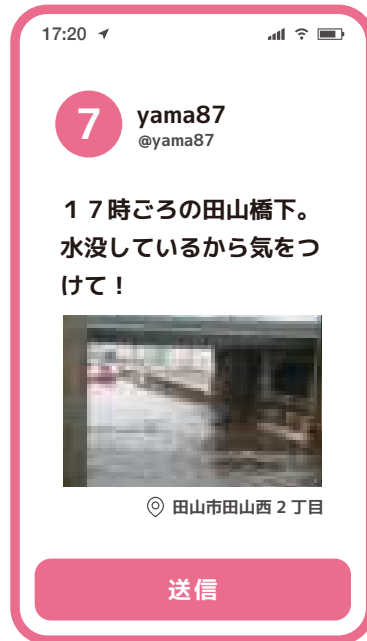 17:20
7
yama87
@yama87
１７時ごろの田山橋下。
水没しているから気をつ
けて！
田山市田山西 2 丁目
送信